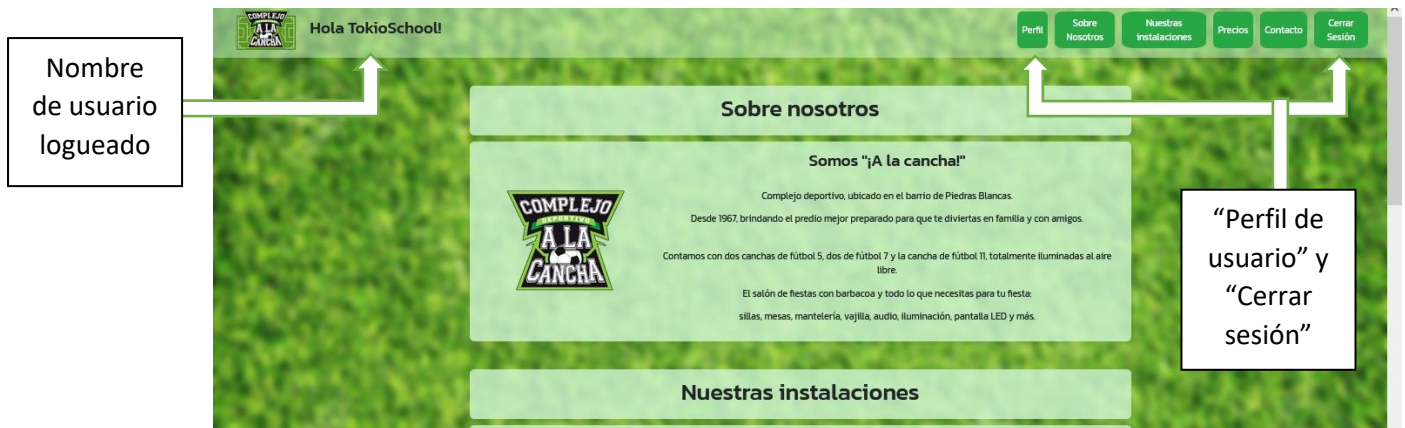 COMPLEJO
A LA
CANCHA
Hola TokioSchool!
Perfil
Sobre
Nosotros
Nuestras
instalaciones
Precios
Contacto
Cerrar
Sesión
Nombre
de usuario
logueado
Sobre nosotros
Somos "¡A la cancha!"
Complejo deportivo, ubicado en el barrio de Piedras Blancas.
Desde 1967, brindando el predio mejor preparado para que te diviertas en familia y con amigos.
Contamos con dos canchas de fútbol 5, dos de fútbol 7 y la cancha de fútbol 11, totalmente iluminadas al aire
libre.
El salón de fiestas con barbacoa y todo lo que necesitas para tu fiesta:
sillas, mesas, mantelería, vajilla, audio, iluminación, pantalla LED y más.
COMPLEJO
DEPORTIVO
A LA
CANCHA
“Perfil de
usuario” y
“Cerrar
sesión”
Nuestras instalaciones